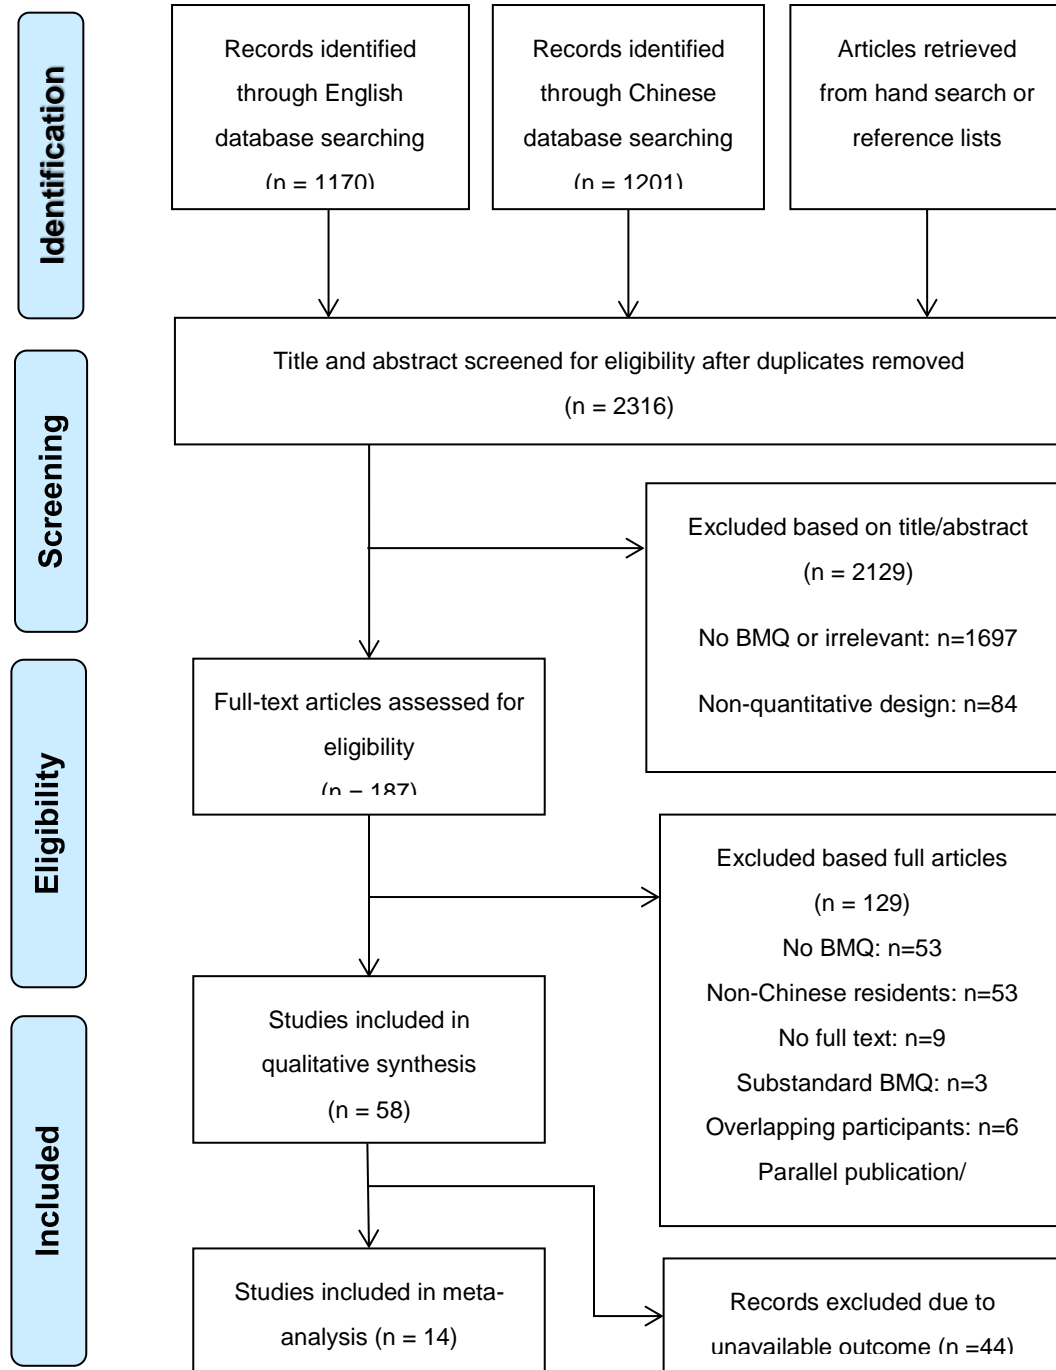 Identification
Records identified
through English
database searching
(n = 1170)
Records identified
through Chinese
database searching
(n = 1201)
Articles retrieved
from hand search or
reference lists
Title and abstract screened for eligibility after duplicates removed
(n = 2316)
Screening
Excluded based on title/abstract
(n = 2129)
No BMQ or irrelevant: n=1697
Non-quantitative design: n=84
Eligibility
Full-text articles assessed for
eligibility
(n = 187)
Excluded based full articles
(n = 129)
No BMQ: n=53
Non-Chinese residents: n=53
No full text: n=9
Substandard BMQ: n=3
Overlapping participants: n=6
Parallel publication/
Included
Studies included in
qualitative synthesis
(n = 58)
Studies included in meta-
analysis (n = 14)
Records excluded due to
unavailable outcome (n =44)